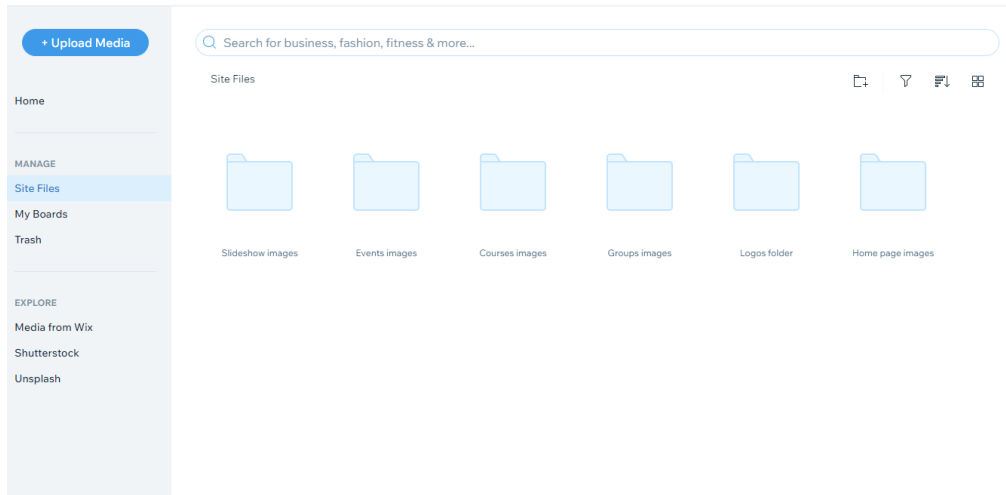 + Upload Media
Search for business, fashion, fitness & more...
Site Files
Home
MANAGE
Site Files
My Boards
Trash
Slideshow images
Events images
Courses images
Groups images
Logos folder
Home page images
EXPLORE
Media from Wix
Shutterstock
Unsplash